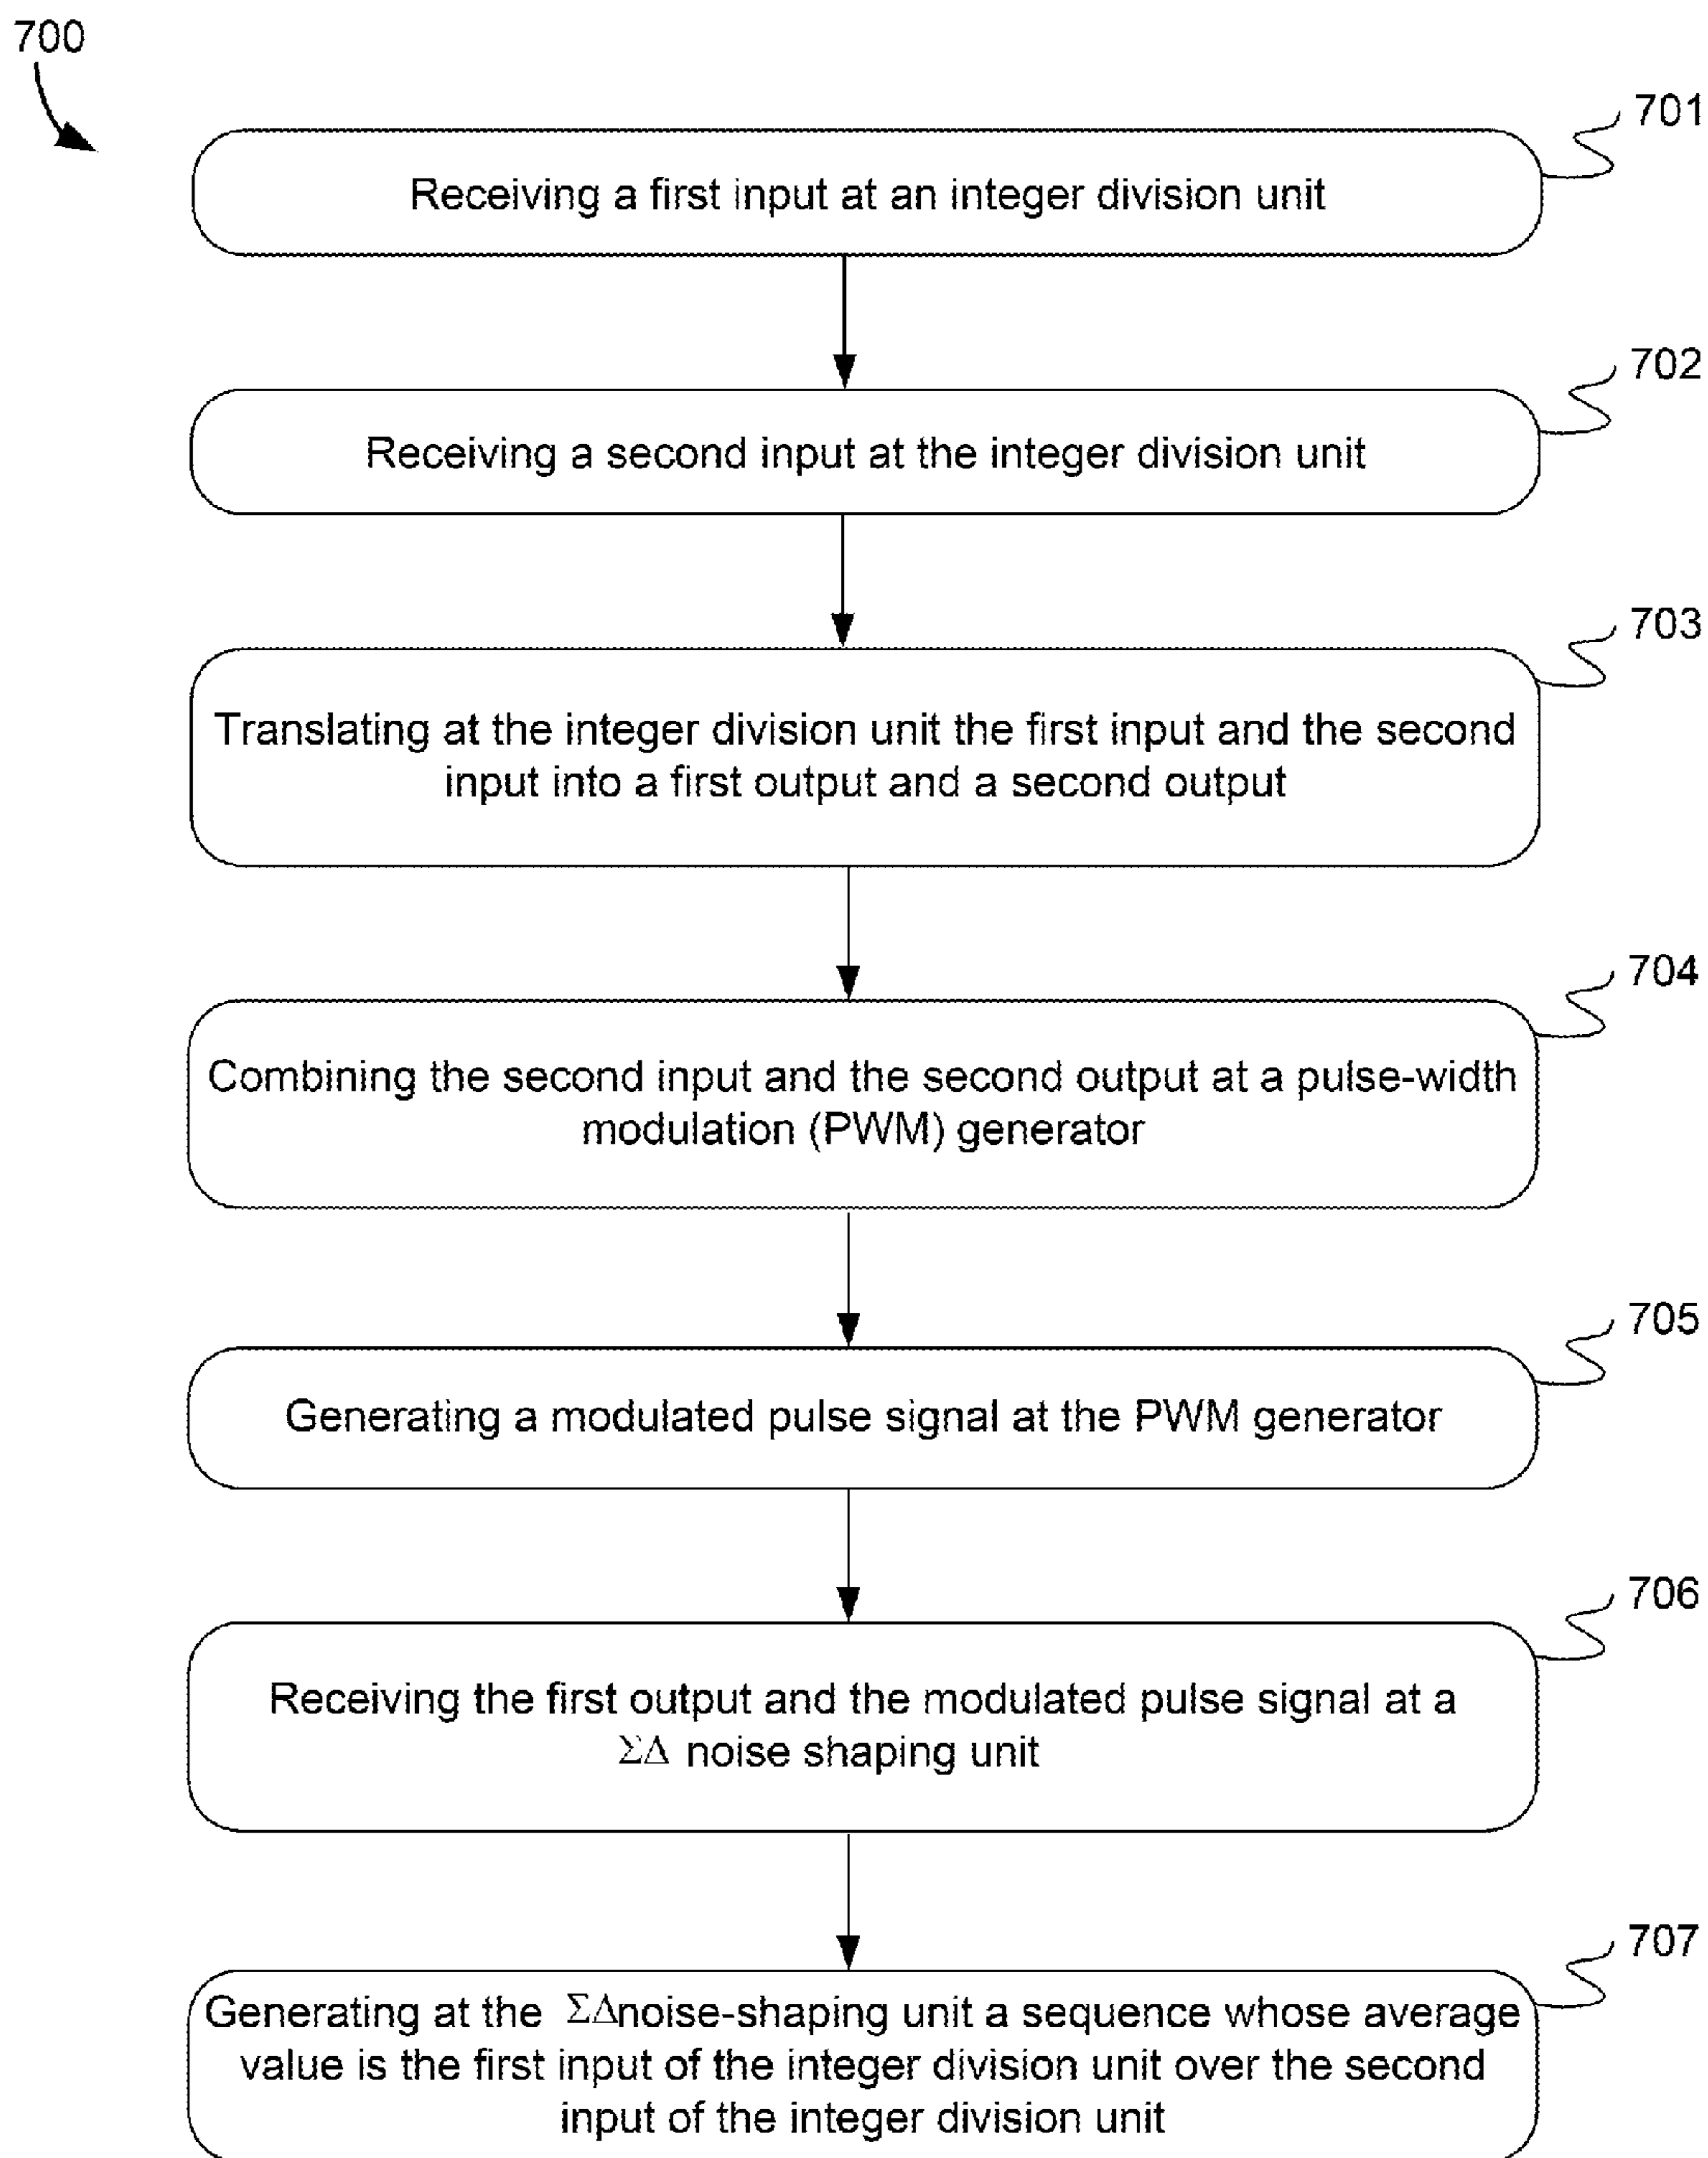 700
701
Receiving a first input at an integer division unit
702
Receiving a second input at the integer division unit
703
Translating at the integer division unit the first input and the second
input into a first output and a second output
704
Combining the second input and the second output at a pulse-width
modulation (PWM) generator
705
Generating a modulated pulse signal at the PWM generator
706
Receiving the first output and the modulated pulse signal at a
ΣΔ noise shaping unit
707
Generating at the ΣΔnoise-shaping unit a sequence whose average
value is the first input of the integer division unit over the second
input of the integer division unit